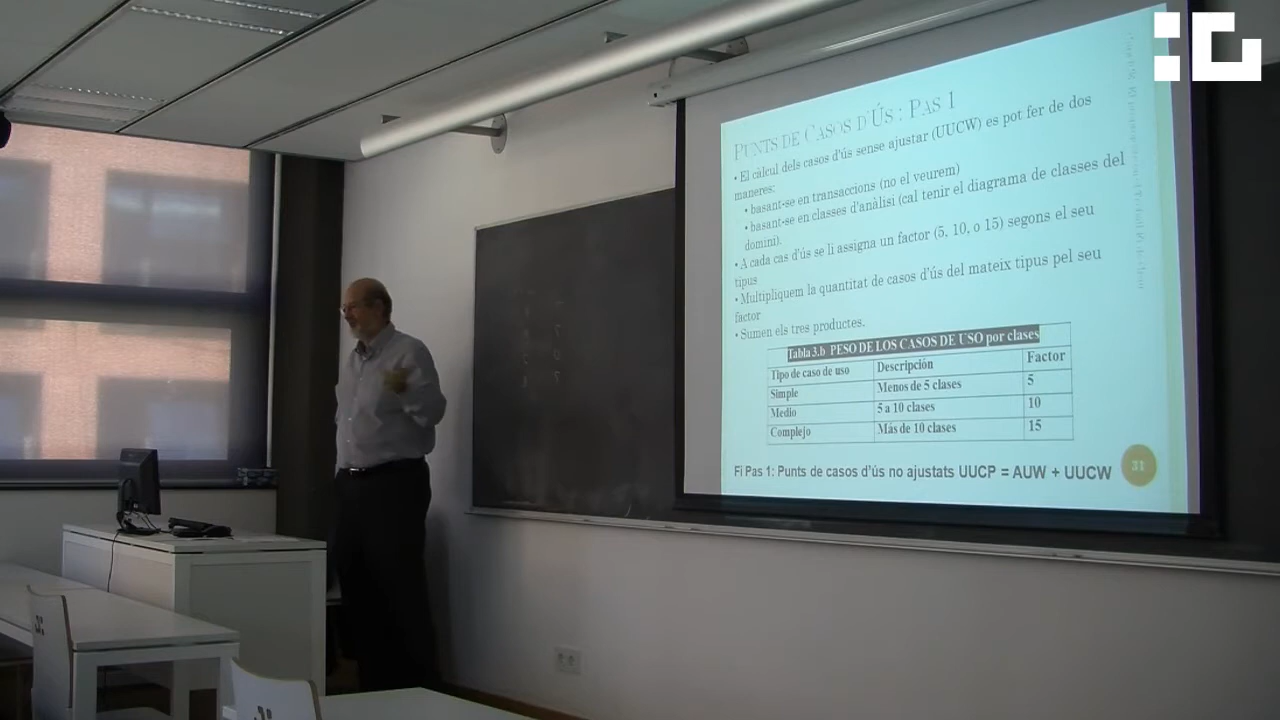 PUNTS DE CASOS D'ÚS : PAS 1
• El càlcul dels casos d'ús sense ajustar (UUCW) es pot fer de dos
maneres:
• basant-se en transaccions (no el veurem)
• basant-se en classes d'anàlisi (cal tenir el diagrama de classes del
domini).
• A cada cas d'ús se li assigna un factor (5. 10, o 15) segons el seu
tipus
• Multipliquem la quantitat de casos d'ús del mateix tipus pel seu
factor
• Sumen els tres productes.
Tabla 3.b PESO DE LOS CASOS DE USO por clases
Tipo de caso de uso Descripción Factor
Simple Menos de 5 clases 5
Medio 5 a 10 clases 10
Complejo Más de 10 clases 15
Fi Pas 1: Punts de casos d'ús no ajustats UUCP = AUW + UUCW
31